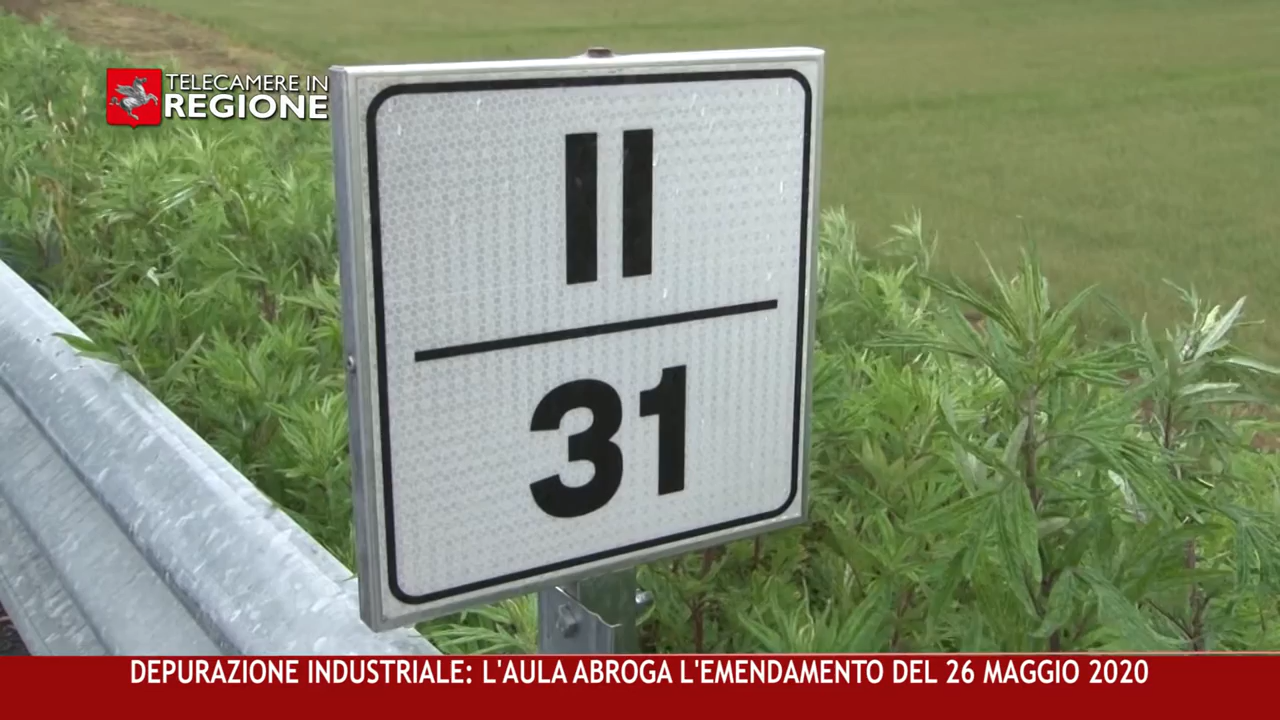 TELECAMERE IN
REGIONE
II
31
DEPURAZIONE INDUSTRIALE: L'AULA ABROGA L'EMENDAMENTO DEL 26 MAGGIO 2020